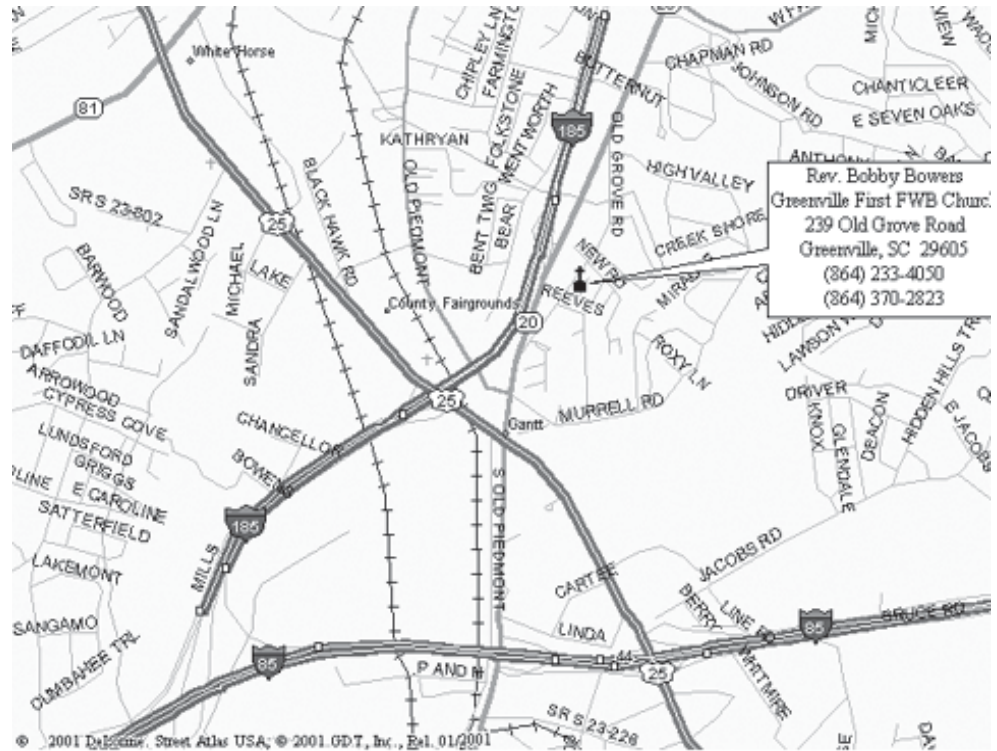 White Horse
81
CHIPLEY LN
FARMINGTON
FOLKSTONE
WENTWORTH
BUTTERNUT
CHAPMAN RD
JOHNSON RD
CHANTICLEER
E SEVEN OAKS
VIEW
KATHRYAN
185
OLD GROVE RD
HIGHVALLEY
ANTHONY
OLD PIEDMONT
BENT TWIG
BEAR
CREEK SHORE
SR S 23-802
25
BLACK HAWK RD
SANDALWOOD LN
MICHAEL
LAKE
BARWOOD
SANDRA
NEW RD
REEVES
Rev. Bobby Bowers
Greenville First FWB Churc
239 Old Grove Road
Greenville, SC 29605
(864) 233-4050
(864) 370-2823
County Fairgrounds
20
DAFFODIL LN
ARROWOOD
CYPRESS COVE
LUNDSFORD
GRIGGS
E CAROLINE
SATTERFIELD
LAKEMONT
SANGAMO
DUMBAHEE TRL
CHANCELLOR
BOWENS
185
MILLS
25
Gantt
MURRELL RD
ROXY LN
DRIVER
KNOX
GLENDALE
DEACON
HIDDEN HILLS TR
E JACOBS
S OLD PIEDMONT
JACOBS RD
CARTEE
BERRY
LINE RD
LINDA
BRUCE RD
85
85
44
25
WHITMIRE
P AND N
SR S 23-226
© 2001 DeLorme. Street Atlas USA; © 2001 GDT, Inc., Rel. 01/2001